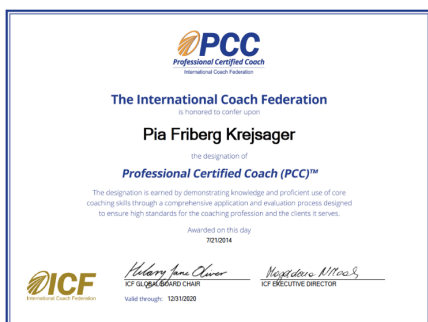 PCC
Professional Certified Coach
International Coach Federation
The International Coach Federation
is honored to confer upon
Pia Friberg Krejsager
the designation of
Professional Certified Coach (PCC)™
The designation is earned by demonstrating knowledge and proficient use of core
coaching skills through a comprehensive application and evaluation process designed
to ensure high standards for the coaching profession and the clients it serves.
Awarded on this day
7/21/2014
Hilary Jane Oliver
ICF GLOBAL BOARD CHAIR
ICF EXECUTIVE DIRECTOR
ICF
International Coach Federation
Valid through: 12/31/2020